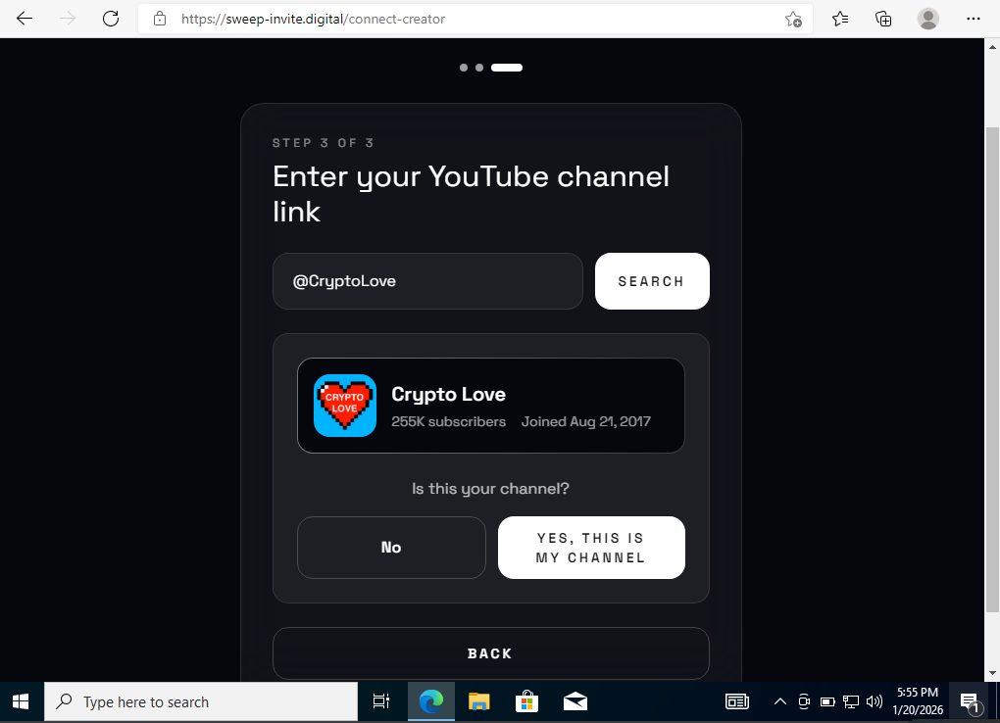 https://sweep-invite.digital/connect-creator
STEP 3 OF 3
Enter your YouTube channel
link
@CryptoLove
SEARCH
CRYPTO
LOVE
Crypto Love
255K subscribers Joined Aug 21, 2017
Is this your channel?
No
YES, THIS IS
MY CHANNEL
BACK
Type here to search
5:55 PM
1/20/2026
1